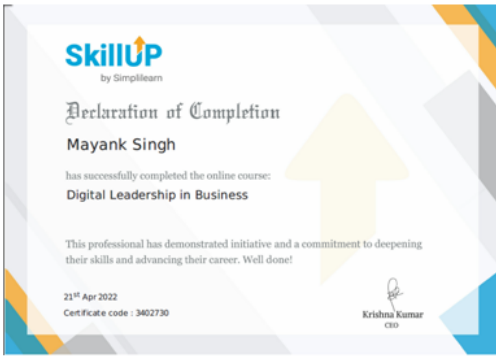 SkillUP
by Simplilearn
Declaration of Completion
Mayank Singh
has successfully completed the online course:
Digital Leadership in Business
This professional has demonstrated initiative and a commitment to deepening
their skills and advancing their career. Well done!
21st Apr 2022
Certificate code : 3402730
Krishna Kumar
CEO